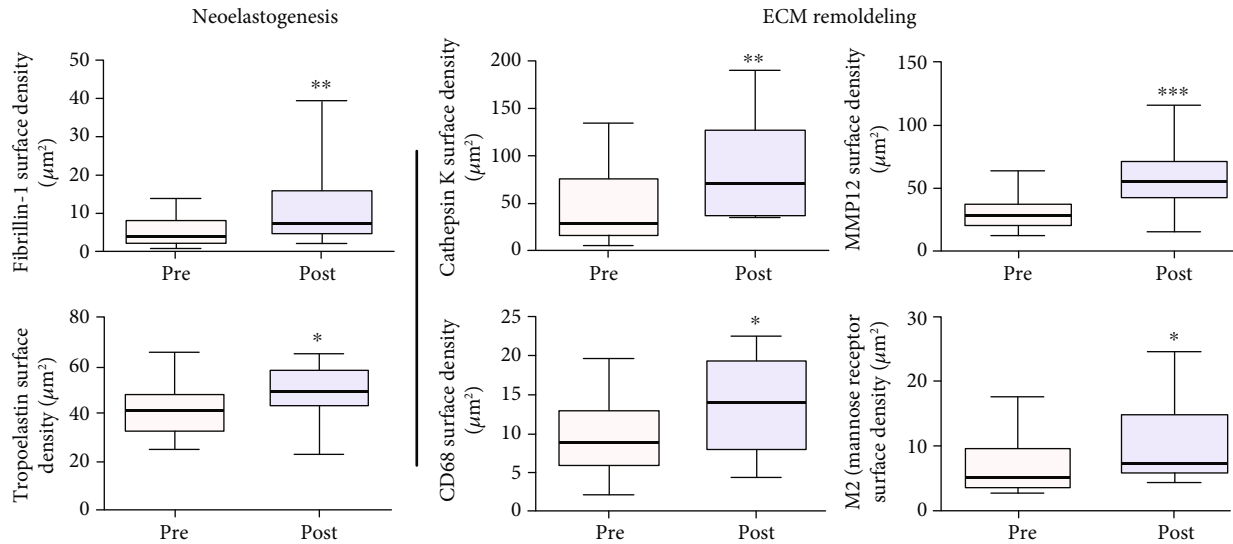 Neoelastogenesis
ECM remoldeling
Fibrillin-1 surface density
(μm²)
50
40
30
20
10
0
**
Pre
Post
Cathepsin K surface density
(μm²)
200
150
100
50
0
**
Pre
Post
MMP12 surface density
(μm²)
150
100
50
0
***
Pre
Post
Tropoelastin surface
density (μm²)
80
60
40
20
0
*
Pre
Post
CD68 surface density
(μm²)
25
20
15
10
5
0
*
Pre
Post
M2 (mannose receptor
surface density (μm²)
30
20
10
0
*
Pre
Post